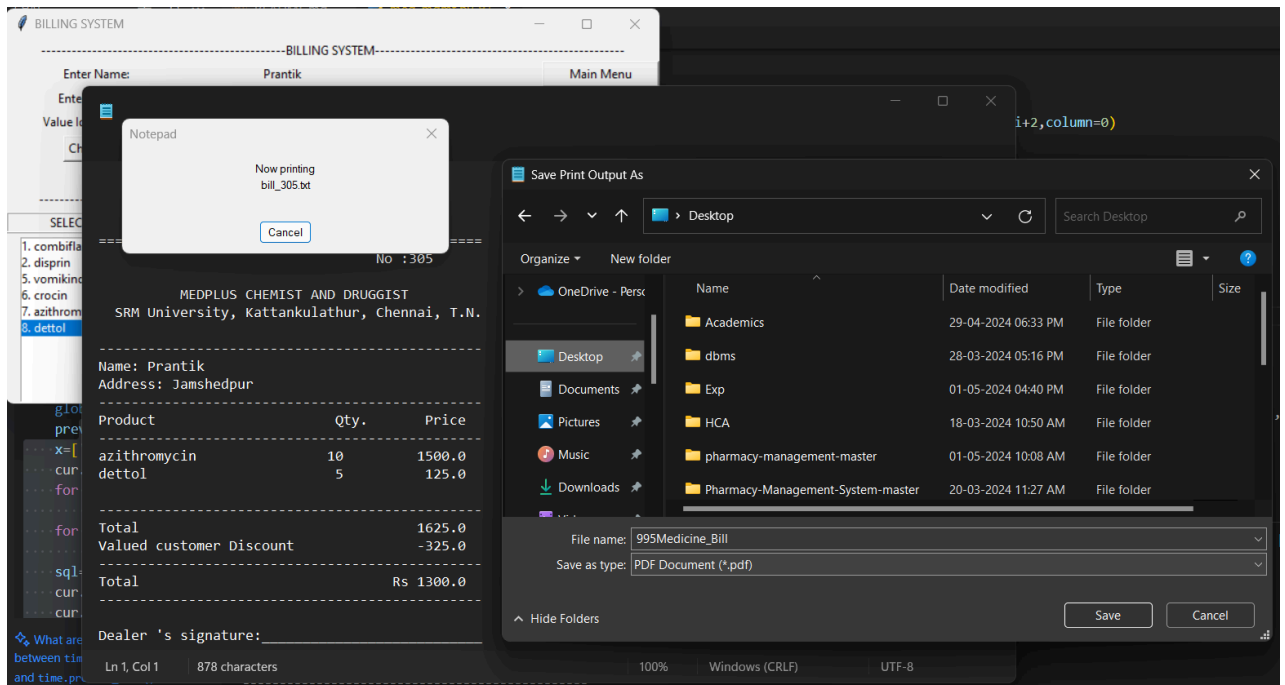 BILLING SYSTEM
-----------------------------------------------BILLING SYSTEM------------------------------------------------
Enter Name:
Prantik
Main Menu
Ente
Value Id
Ch
SELEC
1. combifla
2. disprin
5. vomikind
6. crocin
7. azithrom
8. dettol
i+2,column=0)
Notepad
Now printing
bill_305.txt
Cancel
No :305
MEDPLUS CHEMIST AND DRUGGIST
SRM University, Kattankulathur, Chennai, T.N.
-----------------------------------------------
Name: Prantik
Address: Jamshedpur
-----------------------------------------------
Product Qty. Price
-----------------------------------------------
azithromycin 10 1500.0
dettol 5 125.0
-----------------------------------------------
Total 1625.0
Valued customer Discount -325.0
-----------------------------------------------
Total Rs 1300.0
-----------------------------------------------
Dealer 's signature:___________________________
Ln 1, Col 1 878 characters 100% Windows (CRLF) UTF-8
glo
pre
x=[
cur.
for
for
sql=
cur.
cur.
What are
between tim
and time.pr
Save Print Output As
Desktop
Search Desktop
Organize New folder
OneDrive - Persc
Desktop
Documents
Pictures
Music
Downloads
Name Date modified Type Size
Academics 29-04-2024 06:33 PM File folder
dbms 28-03-2024 05:16 PM File folder
Exp 01-05-2024 04:40 PM File folder
HCA 18-03-2024 10:50 AM File folder
pharmacy-management-master 01-05-2024 10:08 AM File folder
Pharmacy-Management-System-master 20-03-2024 11:27 AM File folder
File name: 995Medicine_Bill
Save as type: PDF Document (*.pdf)
Hide Folders
Save
Cancel